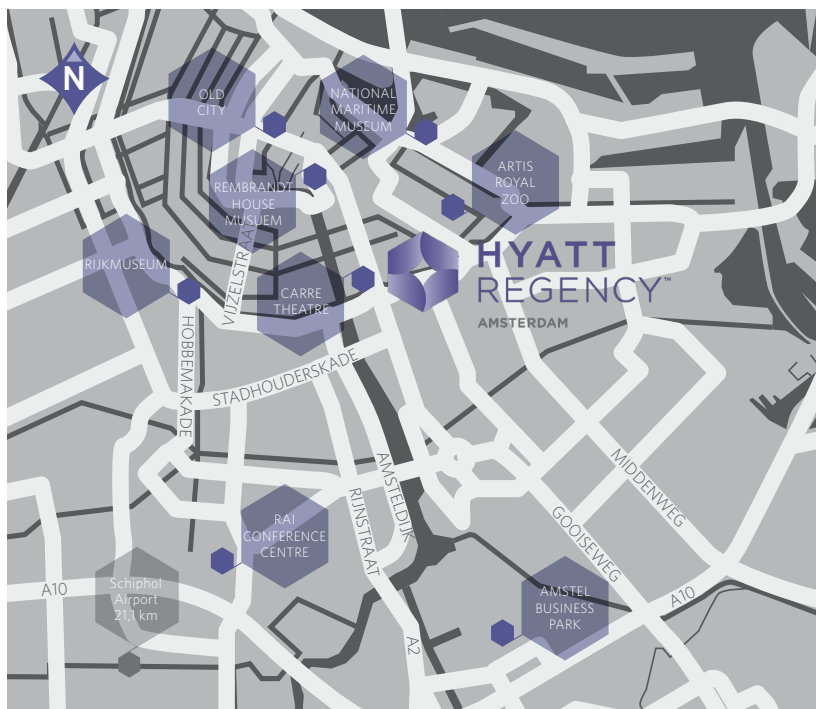 N
OLD
CITY
NATIONAL
MARITIME
MUSEUM
ARTIS
ROYAL
ZOO
REMBRANDT
HOUSE
MUSUEM
RIJKMUSEUM
VIJZELSTRAAT
CARRE
THEATRE
HYATT
REGENCY™
AMSTERDAM
HOBBEMAKADE
STADHOUDERSKADE
AMSTELDIJK
RIJNSTRAAT
MIDDENWEG
GOOISEWEG
RAI
CONFERENCE
CENTRE
Schiphol
Airport
21,1 km
A10
AMSTEL
BUSINESS
PARK
A10
A2